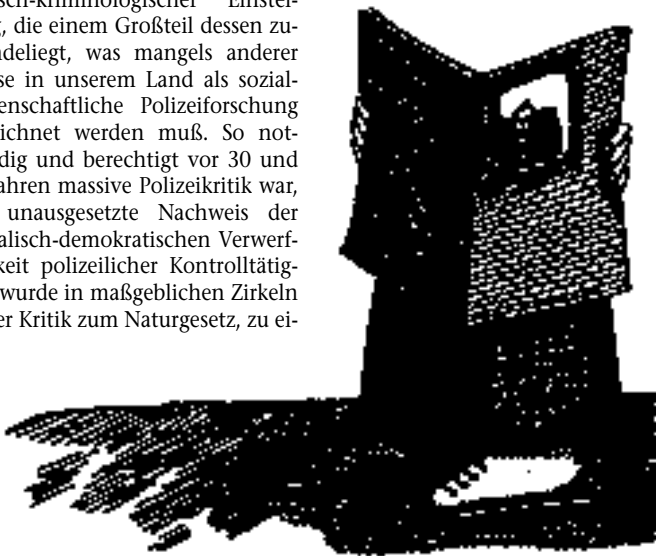 sch-kriminologischer Einstel-
g, die einem Großteil dessen zu-
ndeliegt, was mangels anderer
se in unserem Land als sozial-
enschaftliche Polizeiforschung
eichnet werden muß. So not-
dig und berechtigt vor 30 und
ahren massive Polizeikritik war,
unausgesetzte Nachweis der
alisch-demokratischen Verwerf-
keit polizeilicher Kontrolltätig-
wurde in maßgeblichen Zirkeln
er Kritik zum Naturgesetz, zu ei-